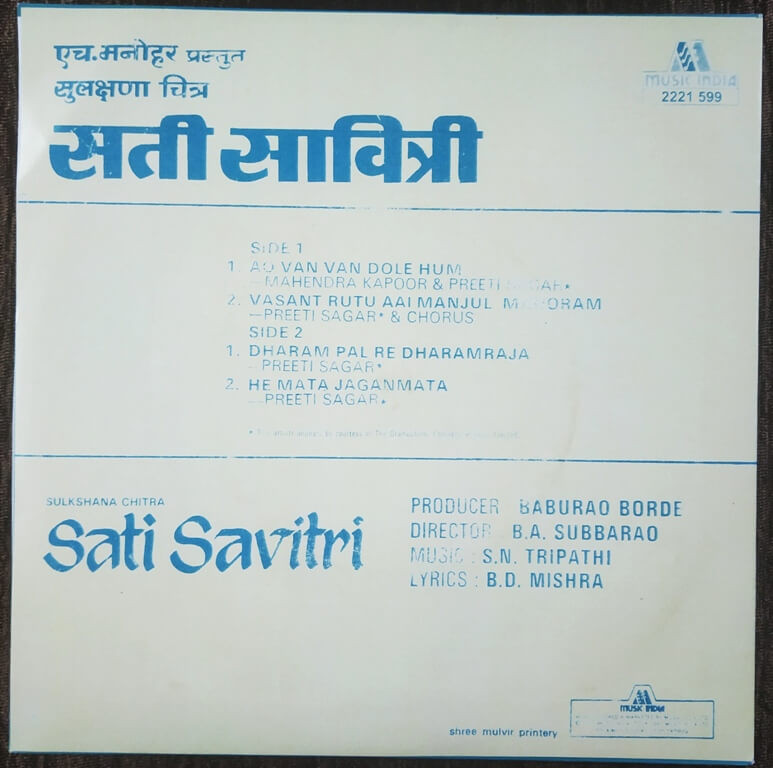 एच.मनोहर प्रस्तुत
सुलक्षणा चित्र
सती सावित्री
MUSIC INDIA
2221 599
SIDE 1
1. AO VAN VAN DOLE HUM
—MAHENDRA KAPOOR & PREETI SAGAR*
2. VASANT RUTU AAI MANJUL
—PREETI SAGAR* & CHORUS
SIDE 2
1. DHARAM PAL RE DHARAMRAJA
—PREETI SAGAR*
2. HE MATA JAGANMATA
—PREETI SAGAR*
SULKSHANA CHITRA
Sati Savitri
PRODUCER BABURAO BORDE
DIRECTOR B.A. SUBBARAO
MUSIC : S.N. TRIPATHI
LYRICS : B.D. MISHRA
MUSIC INDIA
shree mulvir printery